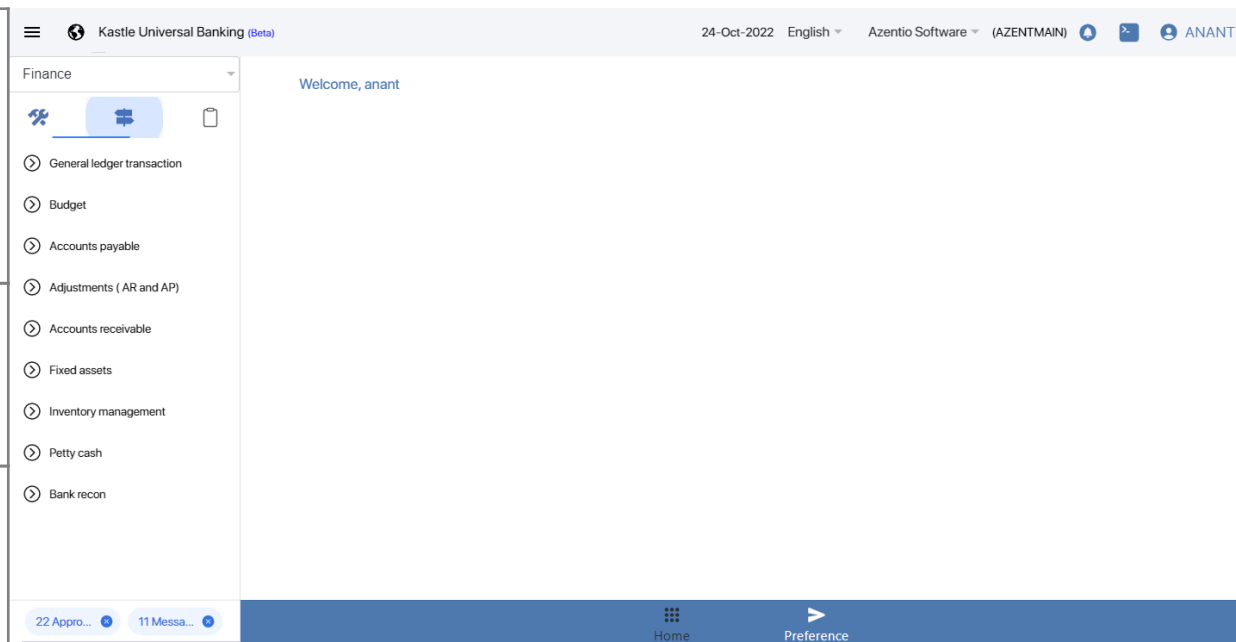 Kastle Universal Banking (Beta) 24-Oct-2022 English Azentio Software (AZENTMAIN) ANANT
Finance
Welcome, anant
General ledger transaction
Budget
Accounts payable
Adjustments ( AR and AP)
Accounts receivable
Fixed assets
Inventory management
Petty cash
Bank recon
22 Appro... 11 Messa...
Home Preference